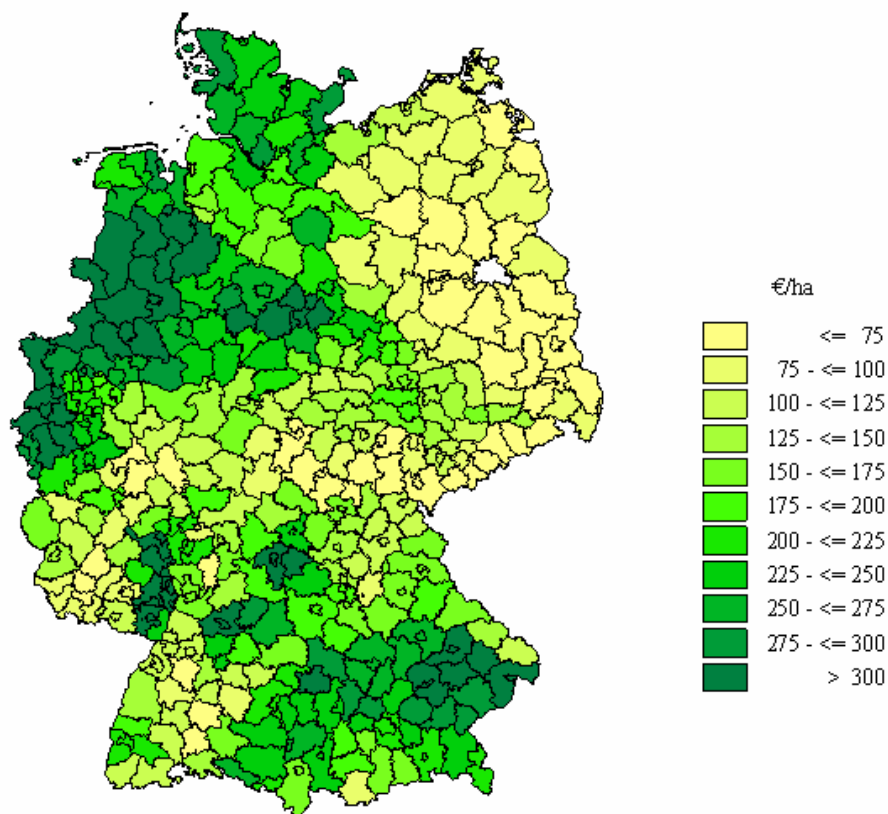 €/ha
<= 75
75 - <= 100
100 - <= 125
125 - <= 150
150 - <= 175
175 - <= 200
200 - <= 225
225 - <= 250
250 - <= 275
275 - <= 300
> 300